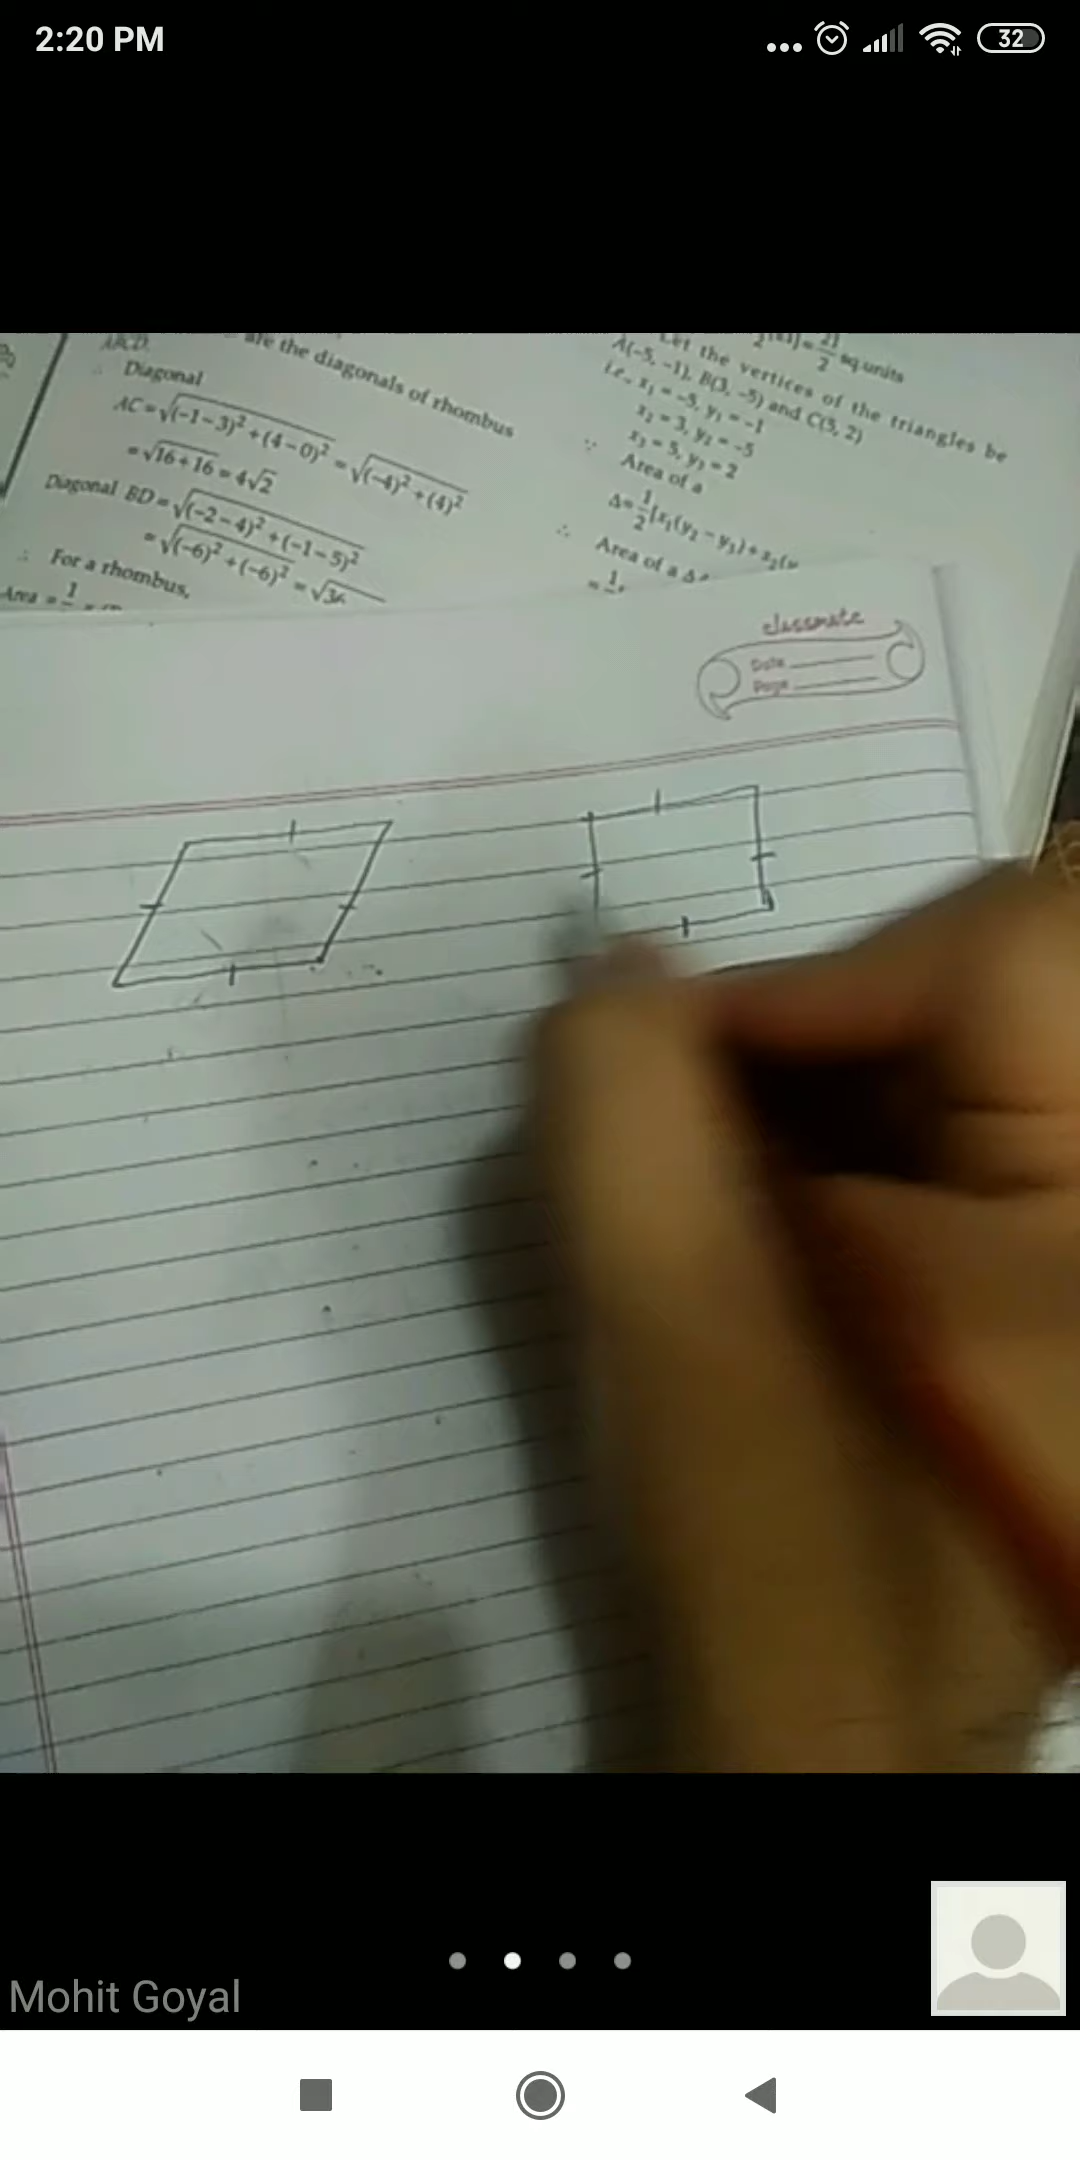 2:20 PM
32
ABCD.
are the diagonals of rhombus
Diagonal
AC=√(-1-3)²+(4-0)² = √(-4)²+(4)²
=√16+16 = 4√2
Diagonal BD=√(-2-4)²+(-1-5)²
=√(-6)²+(-6)² = √36
∴ For a rhombus,
Area = 1
21
2 sq units
Let the vertices of the triangles be
A(-5, -1), B(3, -5) and C(5, 2)
i.e., x₁ = -5, y₁ = -1
x₂ = 3, y₂ = -5
x₃ = 5, y₃ = 2
∵ Area of a
Δ=1/2[x₁(y₂ - y₃)+x₂(y
∴ Area of a Δ
= 1
classmate
Date
Page
Mohit Goyal